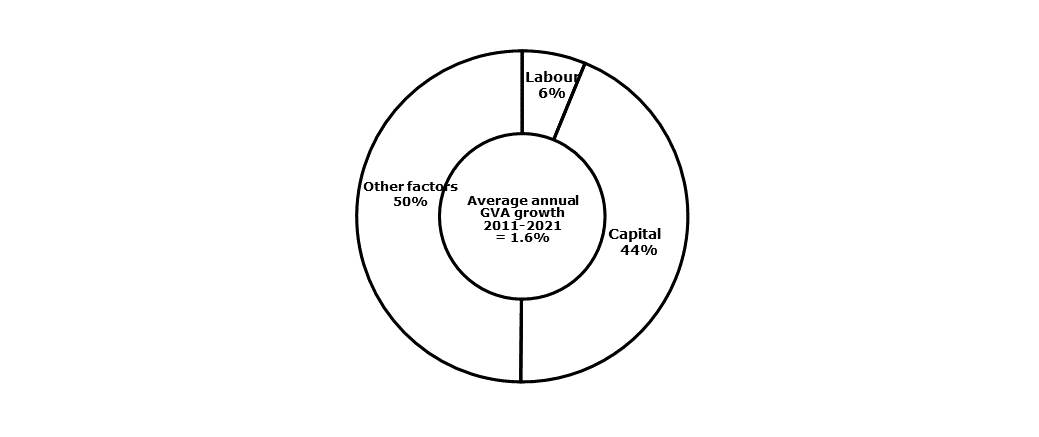 Labour
6%
Other factors
50%
Average annual
GVA growth
2011-2021
= 1.6%
Capital
44%